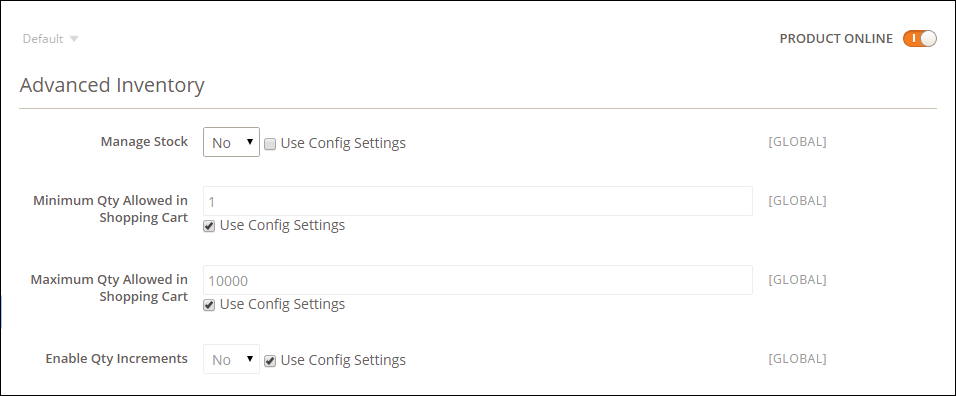 Default
PRODUCT ONLINE
Advanced Inventory
Manage Stock
No
Use Config Settings
[GLOBAL]
Minimum Qty Allowed in
Shopping Cart
1
[GLOBAL]
Use Config Settings
Maximum Qty Allowed in
Shopping Cart
10000
[GLOBAL]
Use Config Settings
Enable Qty Increments
No
Use Config Settings
[GLOBAL]